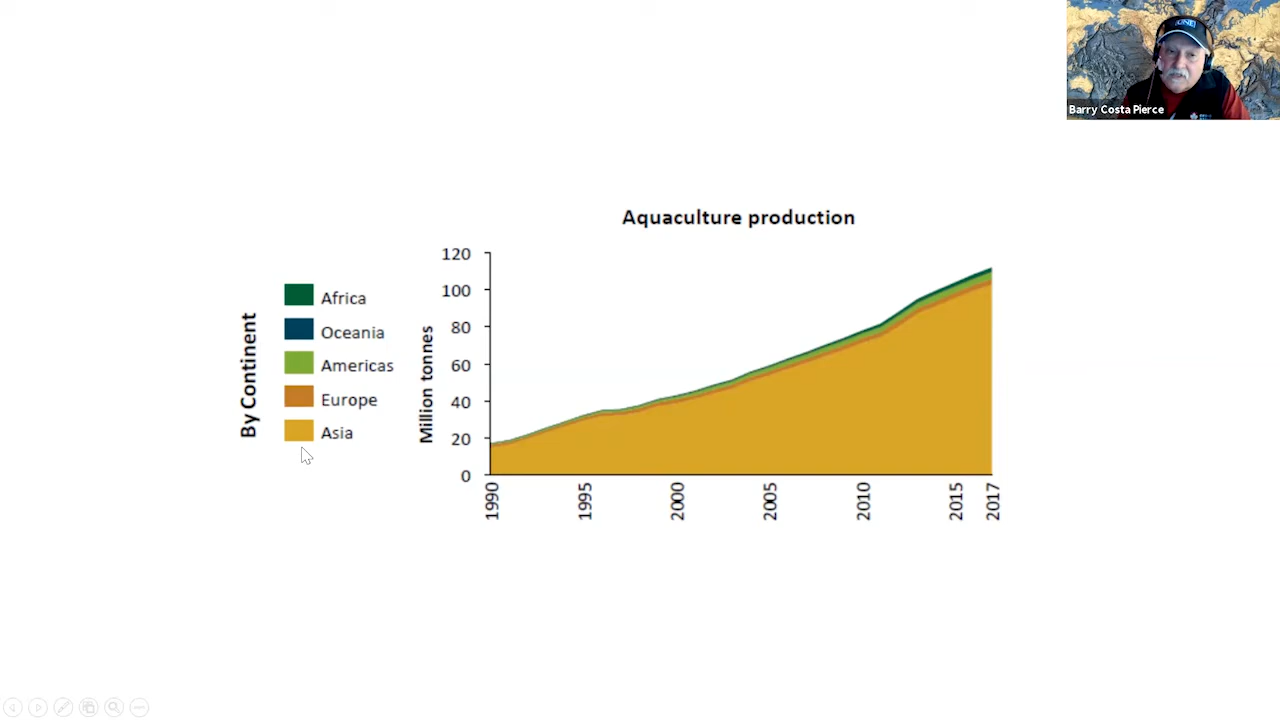 UNE
Barry Costa Pierce
Aquaculture production
By Continent
Africa
Oceania
Americas
Europe
Asia
Million tonnes
120
100
80
60
40
20
0
1990
1995
2000
2005
2010
2015
2017